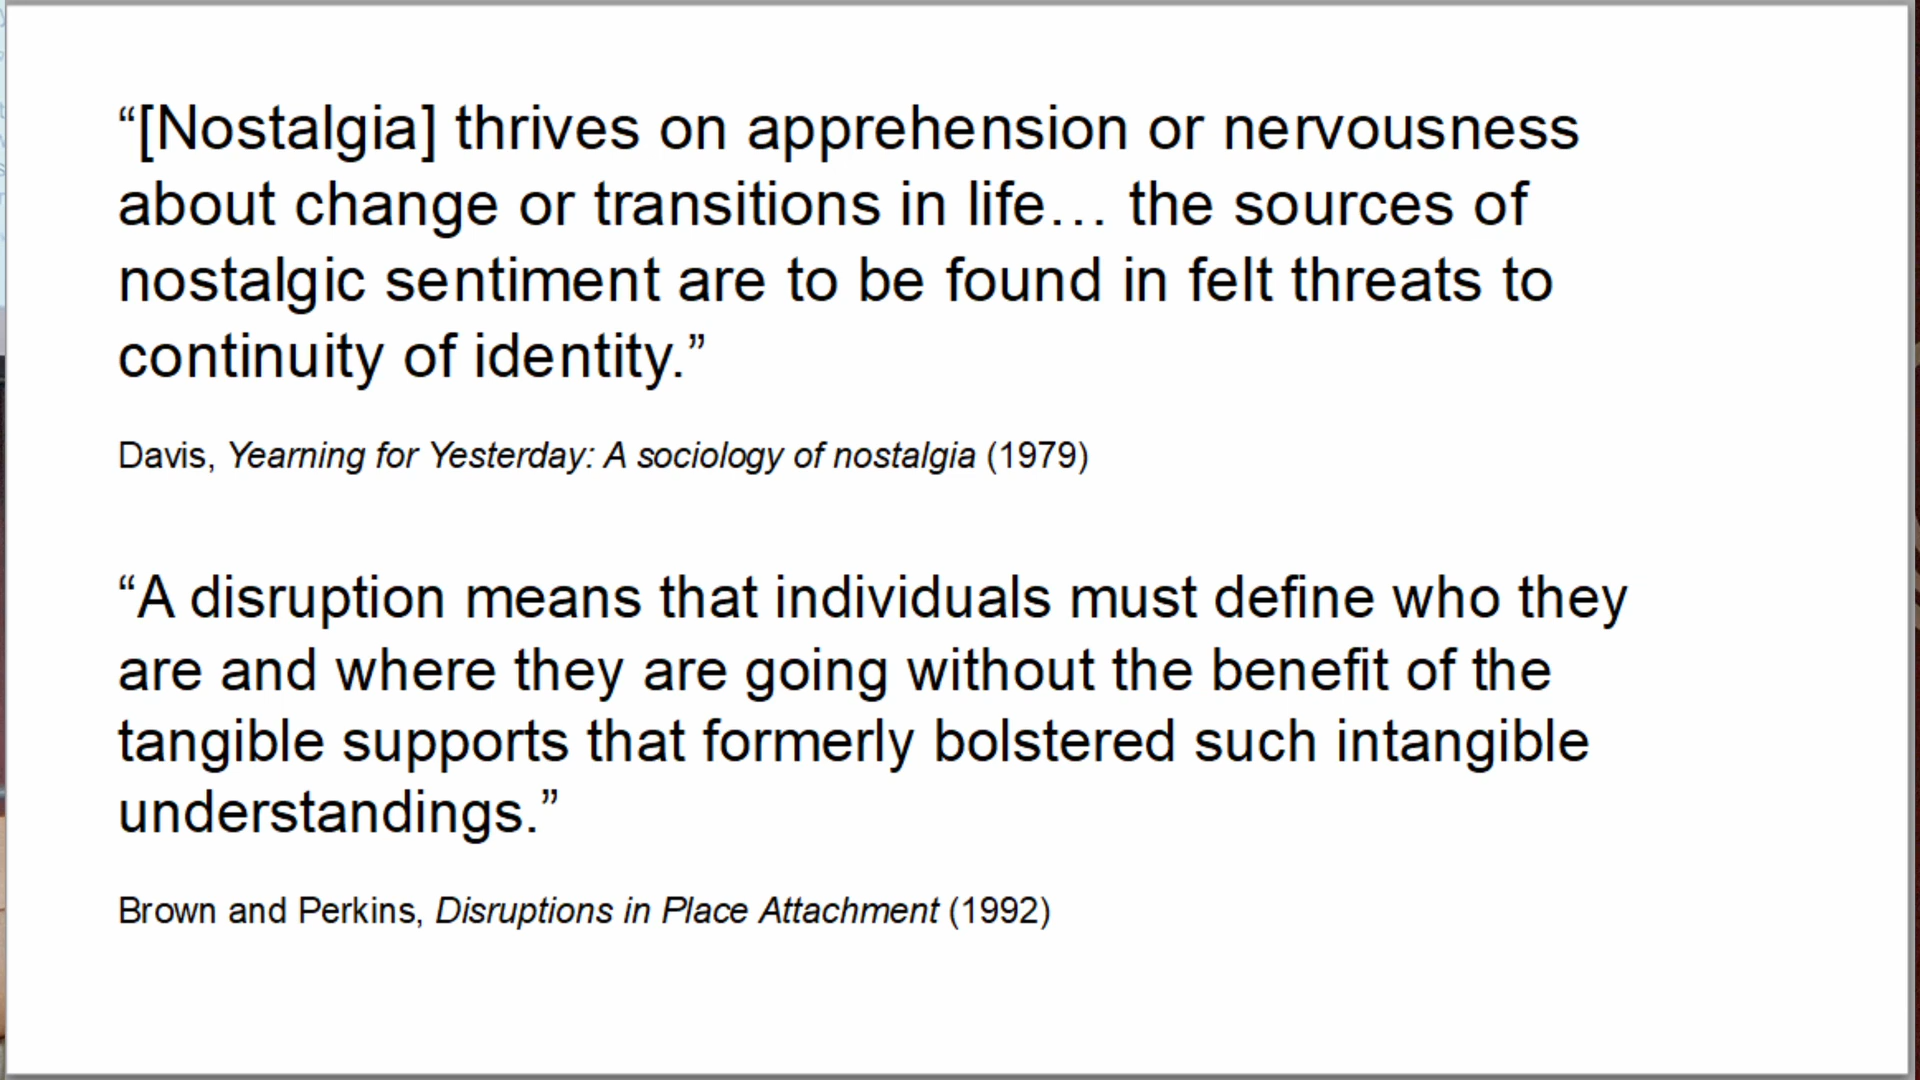 “[Nostalgia] thrives on apprehension or nervousness
about change or transitions in life… the sources of
nostalgic sentiment are to be found in felt threats to
continuity of identity.”
Davis, Yearning for Yesterday: A sociology of nostalgia (1979)
“A disruption means that individuals must define who they
are and where they are going without the benefit of the
tangible supports that formerly bolstered such intangible
understandings.”
Brown and Perkins, Disruptions in Place Attachment (1992)